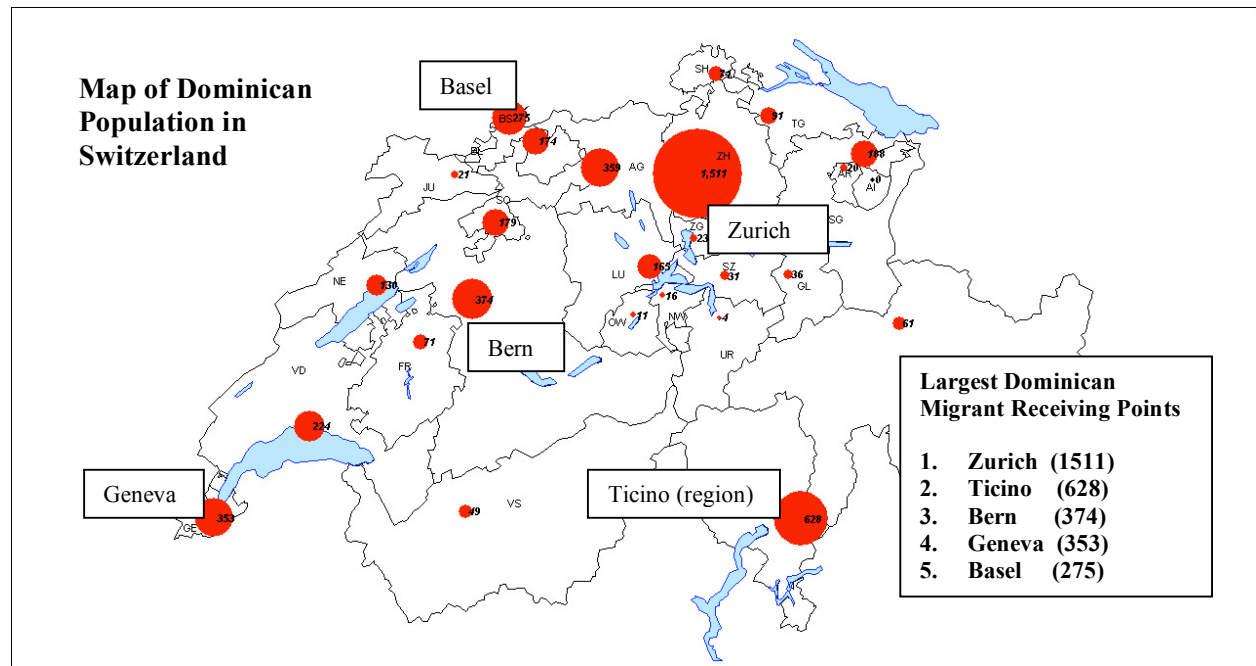 Map of Dominican
Population in
Switzerland
Basel
SH
74
BS
275
91
TG
174
359
AG
ZH
1,511
188
20
AR
0
AI
21
JU
SO
179
ZG
23
Zurich
SG
NE
130
LU
165
SZ
31
36
GL
374
16
11
OW
NW
4
61
Bern
71
FR
UR
VD
224
Largest Dominican
Migrant Receiving Points
1. Zurich (1511)
2. Ticino (628)
3. Bern (374)
4. Geneva (353)
5. Basel (275)
Geneva
353
GE
49
VS
Ticino (region)
628